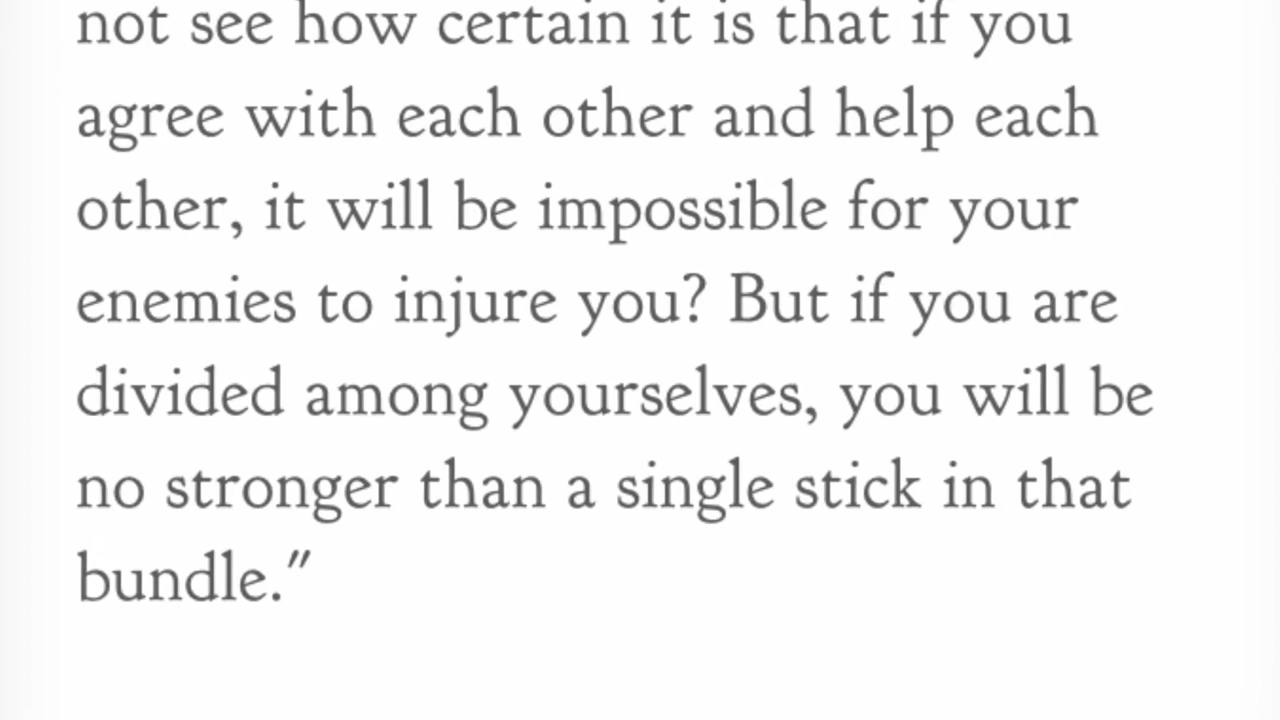 not see how certain it is that if you
agree with each other and help each
other, it will be impossible for your
enemies to injure you? But if you are
divided among yourselves, you will be
no stronger than a single stick in that
bundle."